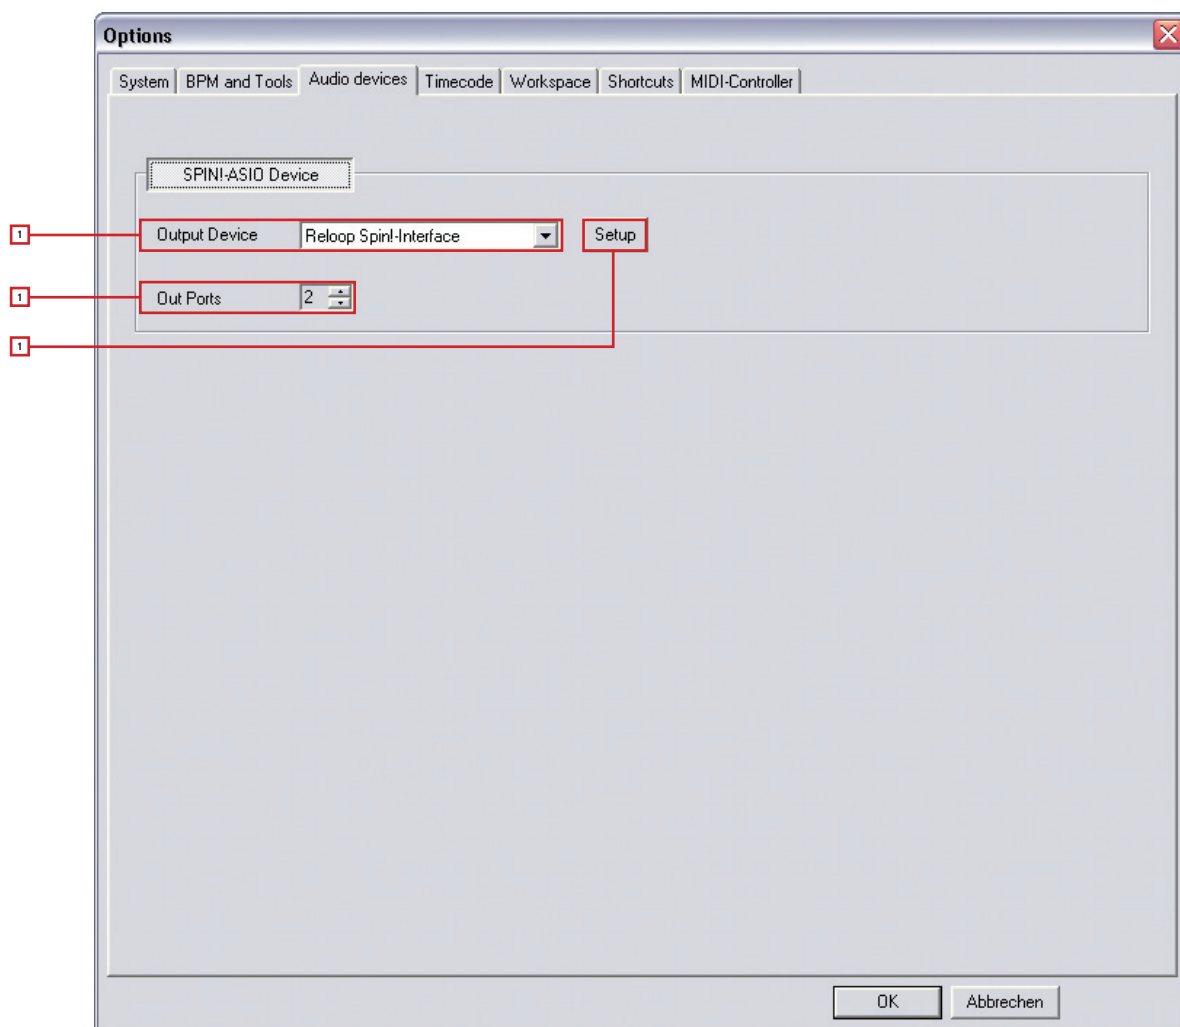 Options
System BPM and Tools Audio devices Timecode Workspace Shortcuts MIDI-Controller
SPIN!-ASIO Device
1 Output Device Reloop Spin!-Interface Setup
1 Out Ports 2
1
OK Abbrechen